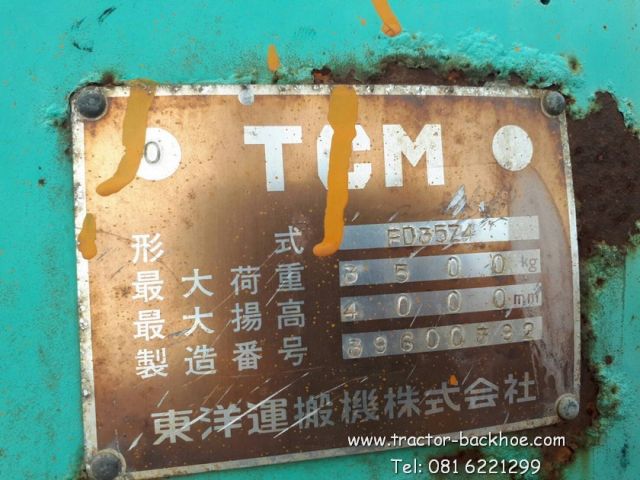 TCM
形式 FD35Z4
最大荷重 3500kg
最大揚高 4000mm
製造番号
東洋運搬機株式会社
www.tractor-backhoe.com
Tel: 081 6221299